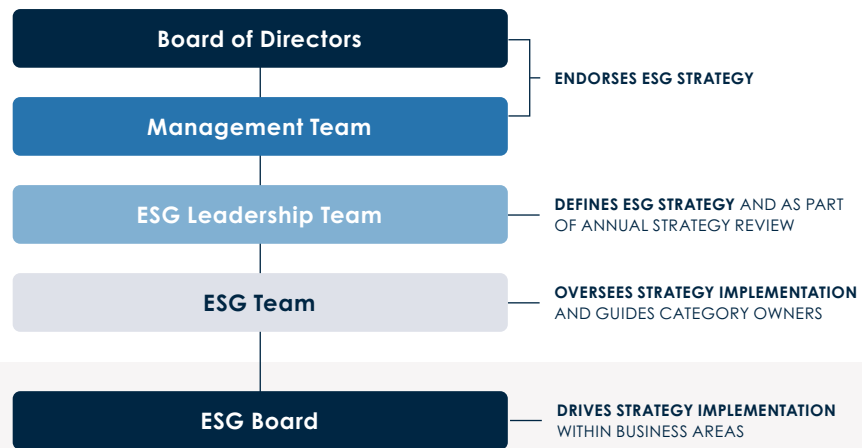 Board of Directors
ENDORSES ESG STRATEGY
Management Team
ESG Leadership Team
DEFINES ESG STRATEGY AND AS PART
OF ANNUAL STRATEGY REVIEW
ESG Team
OVERSEES STRATEGY IMPLEMENTATION
AND GUIDES CATEGORY OWNERS
ESG Board
DRIVES STRATEGY IMPLEMENTATION
WITHIN BUSINESS AREAS